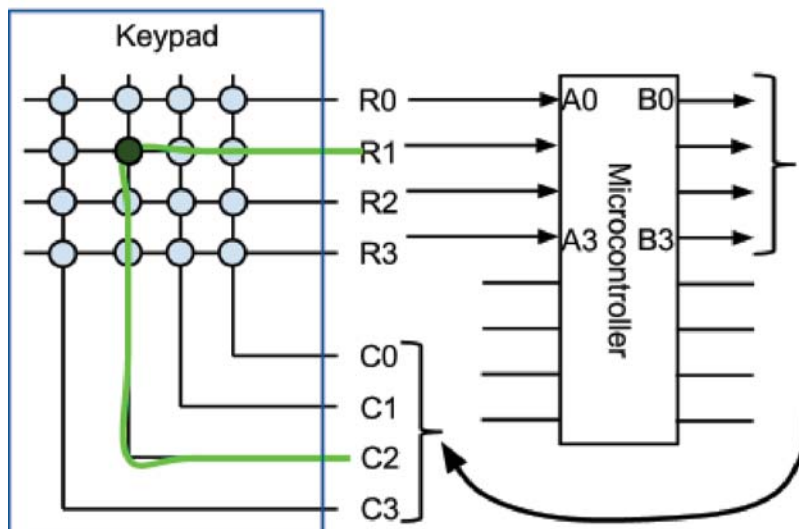 Keypad
R0
A0 B0
R1
R2
Microcontroller
R3
A3 B3
C0
C1
C2
C3